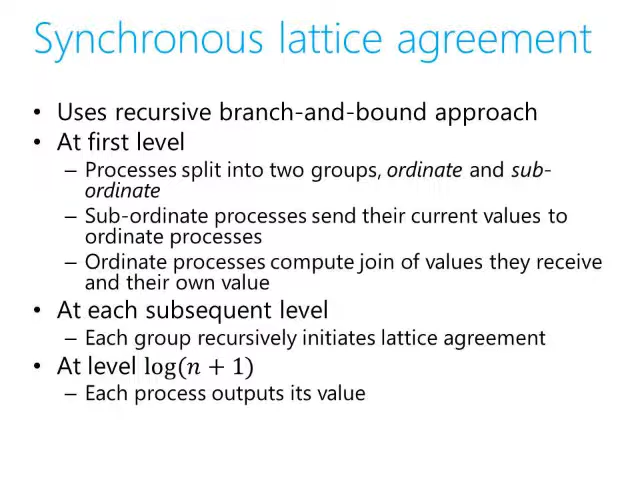 Synchronous lattice agreement
• Uses recursive branch-and-bound approach
• At first level
– Processes split into two groups, ordinate and sub-
ordinate
– Sub-ordinate processes send their current values to
ordinate processes
– Ordinate processes compute join of values they receive
and their own value
• At each subsequent level
– Each group recursively initiates lattice agreement
• At level log(n + 1)
– Each process outputs its value